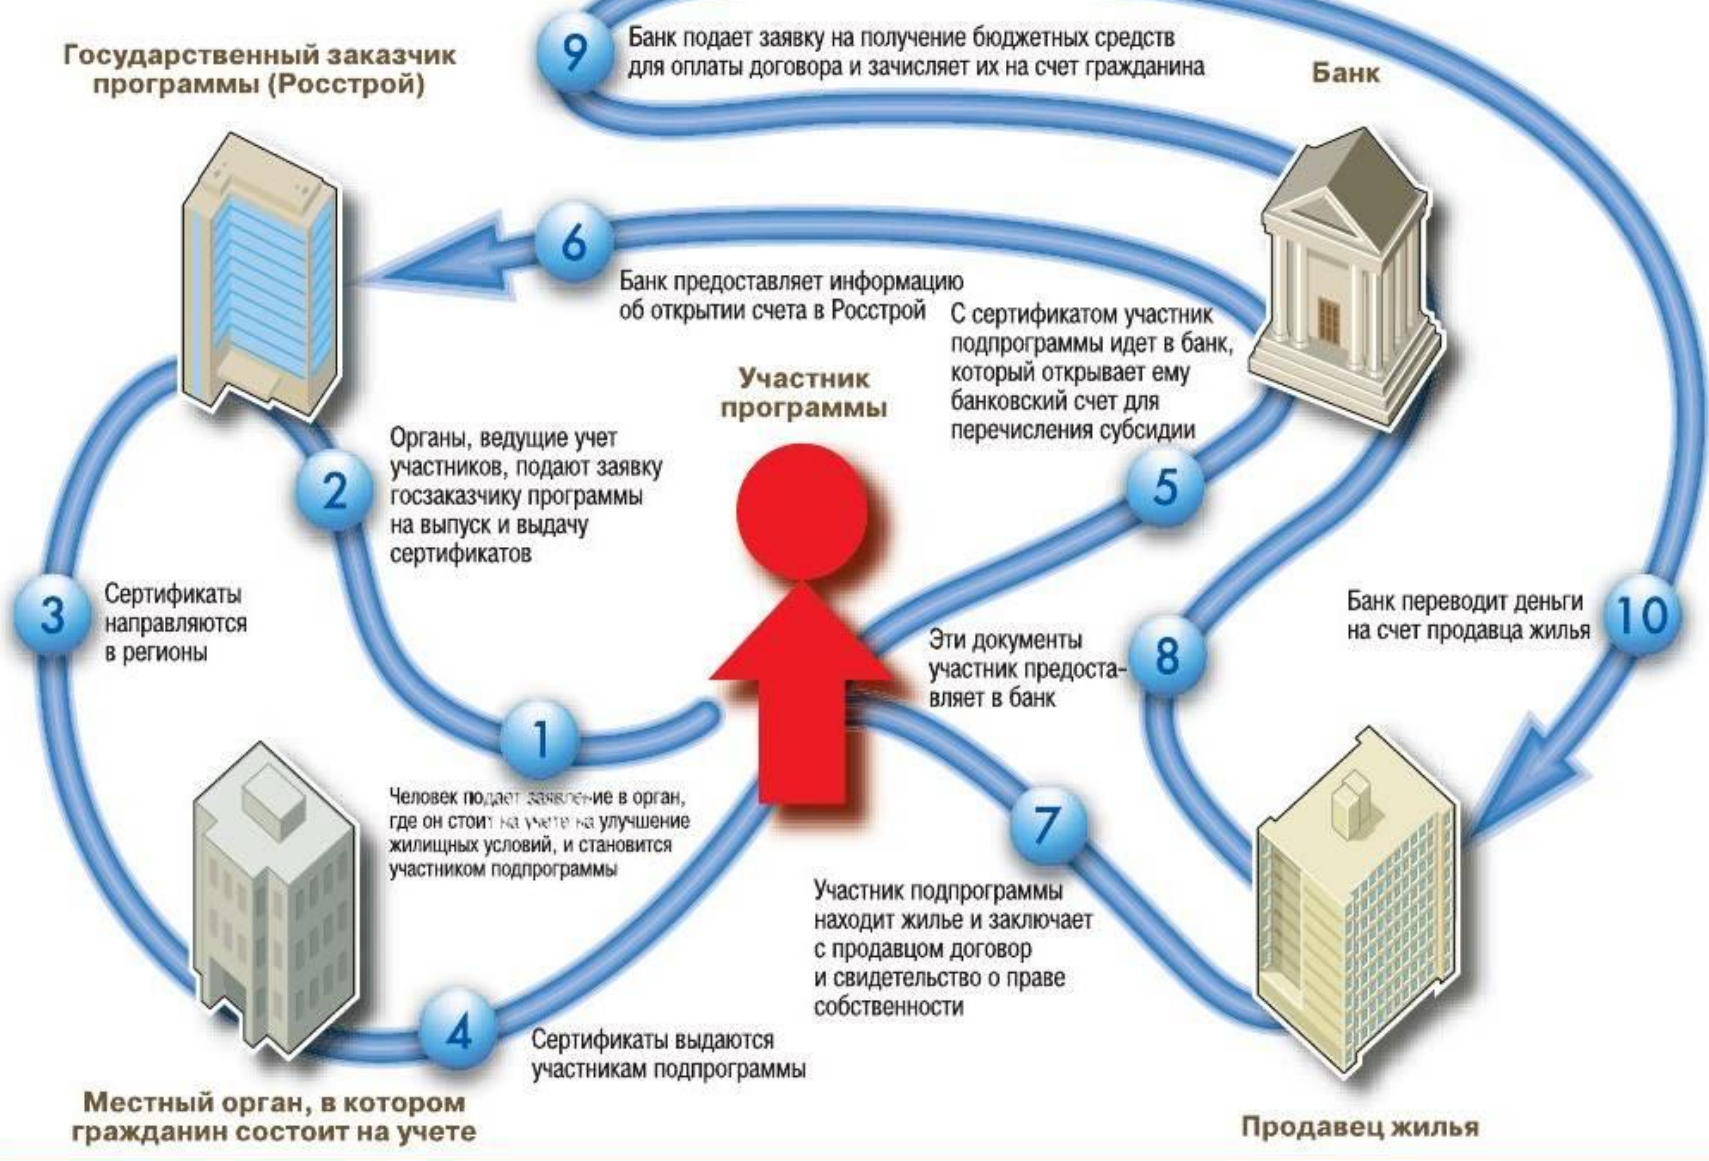 Государственный заказчик
программы (Росстрой)
9
Банк подает заявку на получение бюджетных средств
для оплаты договора и зачисляет их на счет гражданина
Банк
6
Банк предоставляет информацию
об открытии счета в Росстрой
С сертификатом участник
подпрограммы идет в банк,
который открывает ему
банковский счет для
перечисления субсидии
5
Участник
программы
2
Органы, ведущие учет
участников, подают заявку
госзаказчику программы
на выпуск и выдачу
сертификатов
3
Сертификаты
направляются
в регионы
Эти документы
участник предоста-
вляет в банк
8
Банк переводит деньги
на счет продавца жилья
10
1
Человек подает заявление в орган,
где он стоит на учете на улучшение
жилищных условий, и становится
участником подпрограммы
7
Участник подпрограммы
находит жилье и заключает
с продавцом договор
и свидетельство о праве
собственности
4
Сертификаты выдаются
участникам подпрограммы
Местный орган, в котором
гражданин состоит на учете
Продавец жилья